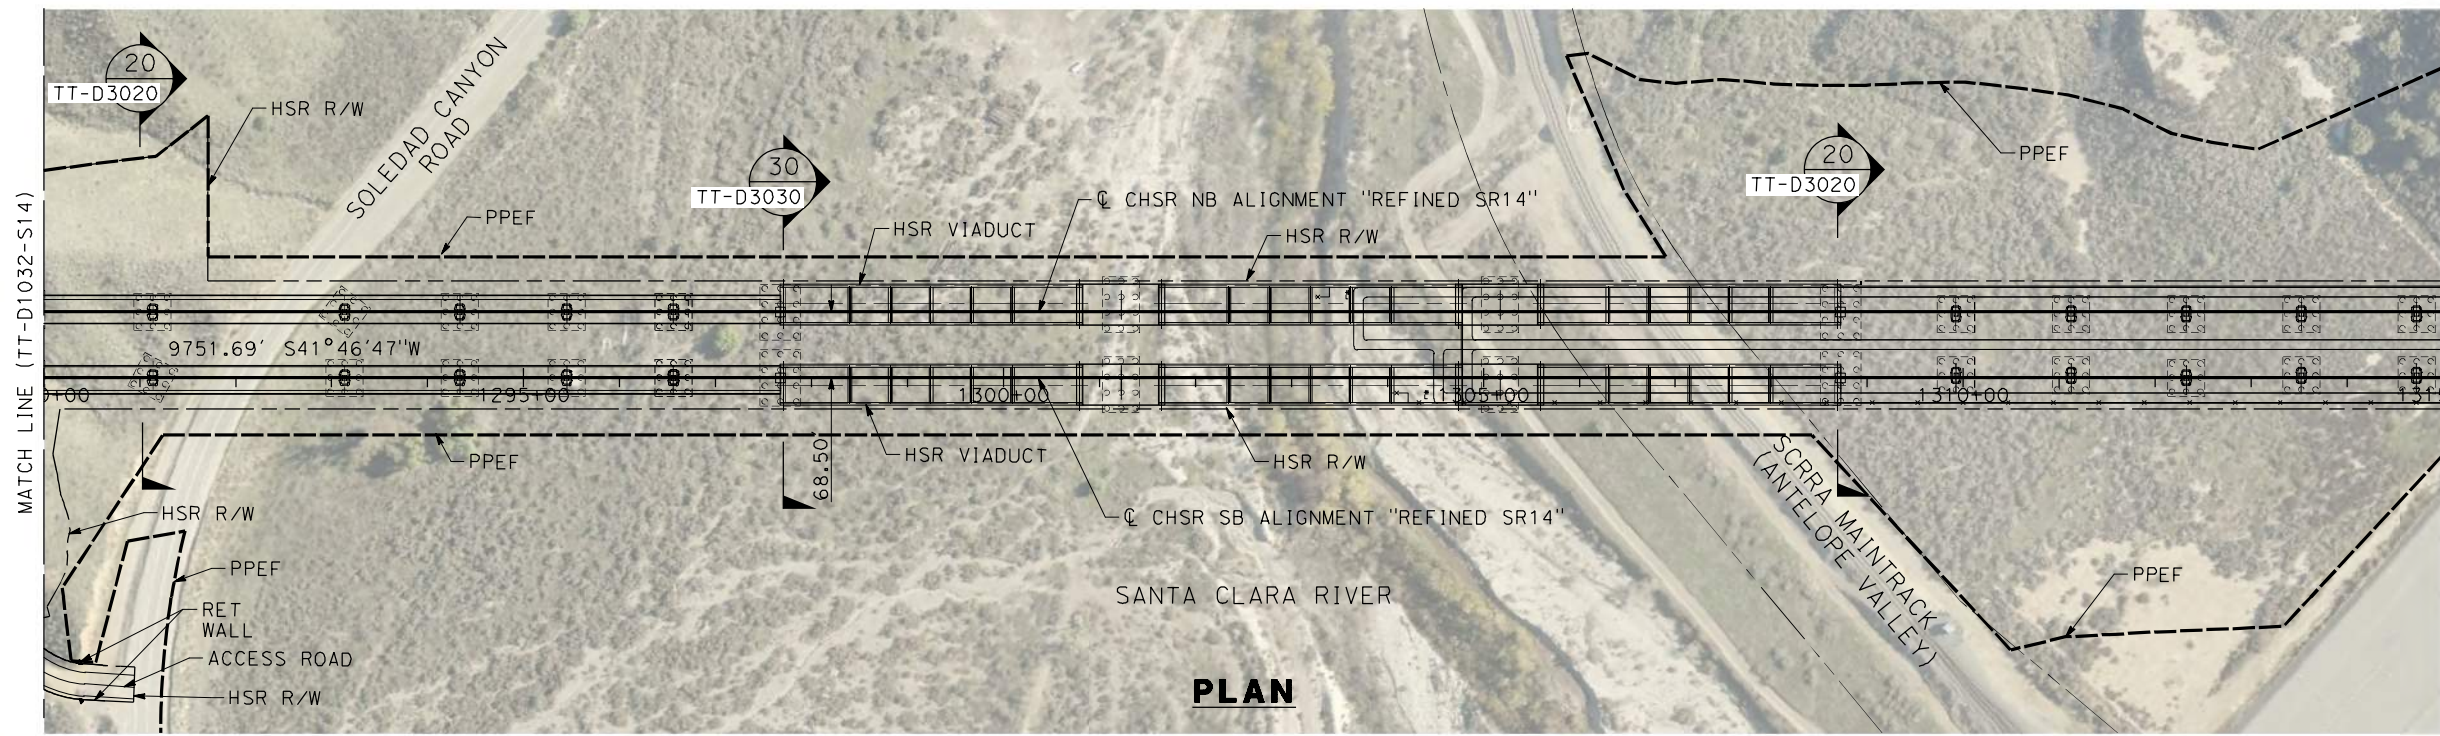 MATCH LINE (TT-D1032-S14)
20
TT-D3020
HSR R/W
SOLEDAD CANYON
ROAD
PPEF
30
TT-D3030
HSR VIADUCT
℄ CHSR NB ALIGNMENT "REFINED SR14"
HSR R/W
20
TT-D3020
PPEF
9751.69' S41°46'47"W
0+00
1295+00
1300+00
1305+00
1310+00
131
PPEF
68.50'
HSR VIADUCT
HSR R/W
℄ CHSR SB ALIGNMENT "REFINED SR14"
SCRRA MAINTRACK
(ANTELOPE VALLEY)
HSR R/W
PPEF
RET
WALL
ACCESS ROAD
HSR R/W
SANTA CLARA RIVER
PPEF
PLAN